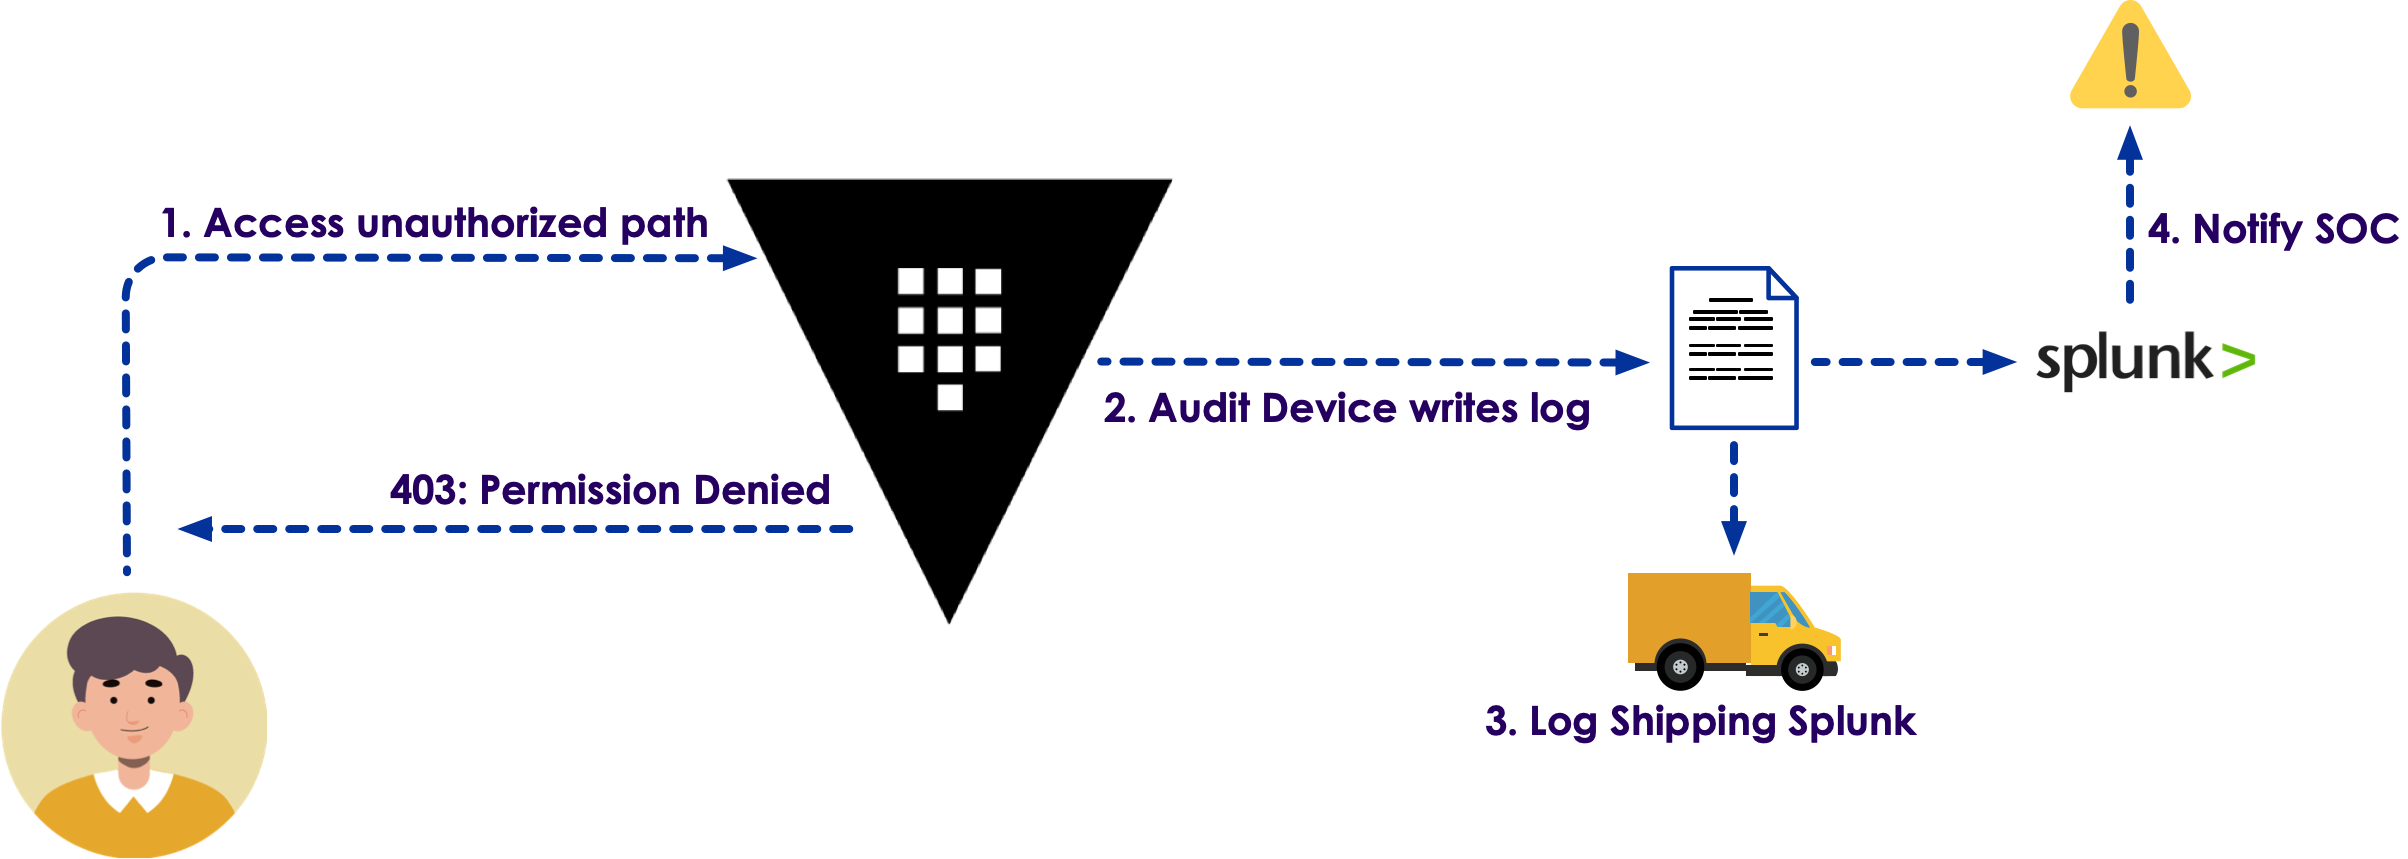 1. Access unauthorized path
4. Notify SOC
splunk>
2. Audit Device writes log
403: Permission Denied
3. Log Shipping Splunk